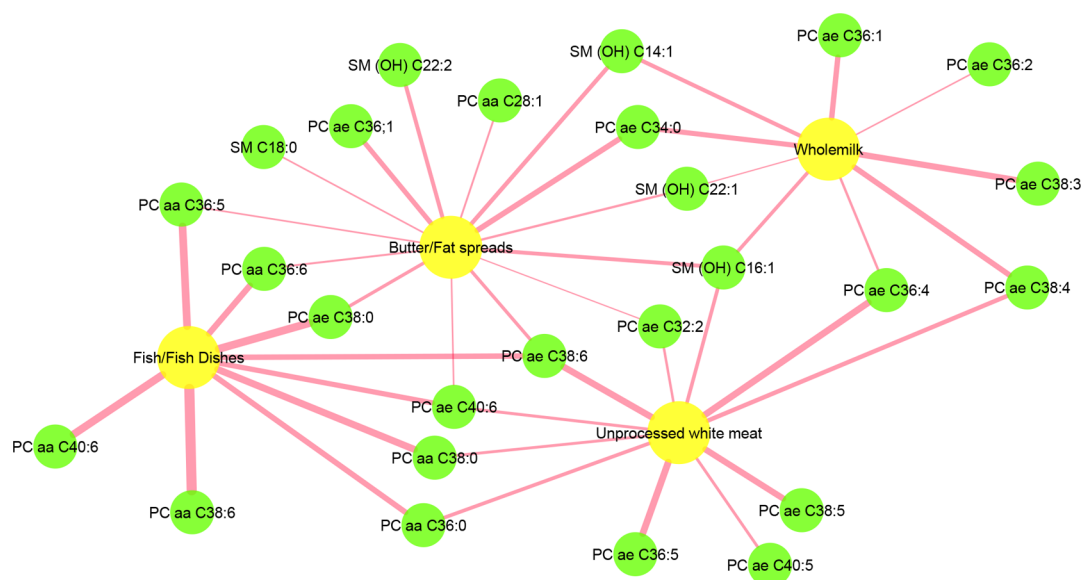 PC ae C36:1
SM (OH) C14:1
PC ae C36:2
SM (OH) C22:2
PC aa C28:1
PC ae C36;1
PC ae C34:0
SM C18:0
Wholemilk
PC ae C38:3
SM (OH) C22:1
PC aa C36:5
Butter/Fat spreads
PC aa C36:6
SM (OH) C16:1
PC ae C36:4
PC ae C38:4
PC ae C38:0
PC ae C32:2
Fish/Fish Dishes
PC ae C38:6
PC ae C40:6
Unprocessed white meat
PC aa C40:6
PC aa C38:0
PC aa C38:6
PC ae C38:5
PC aa C36:0
PC ae C36:5
PC ae C40:5